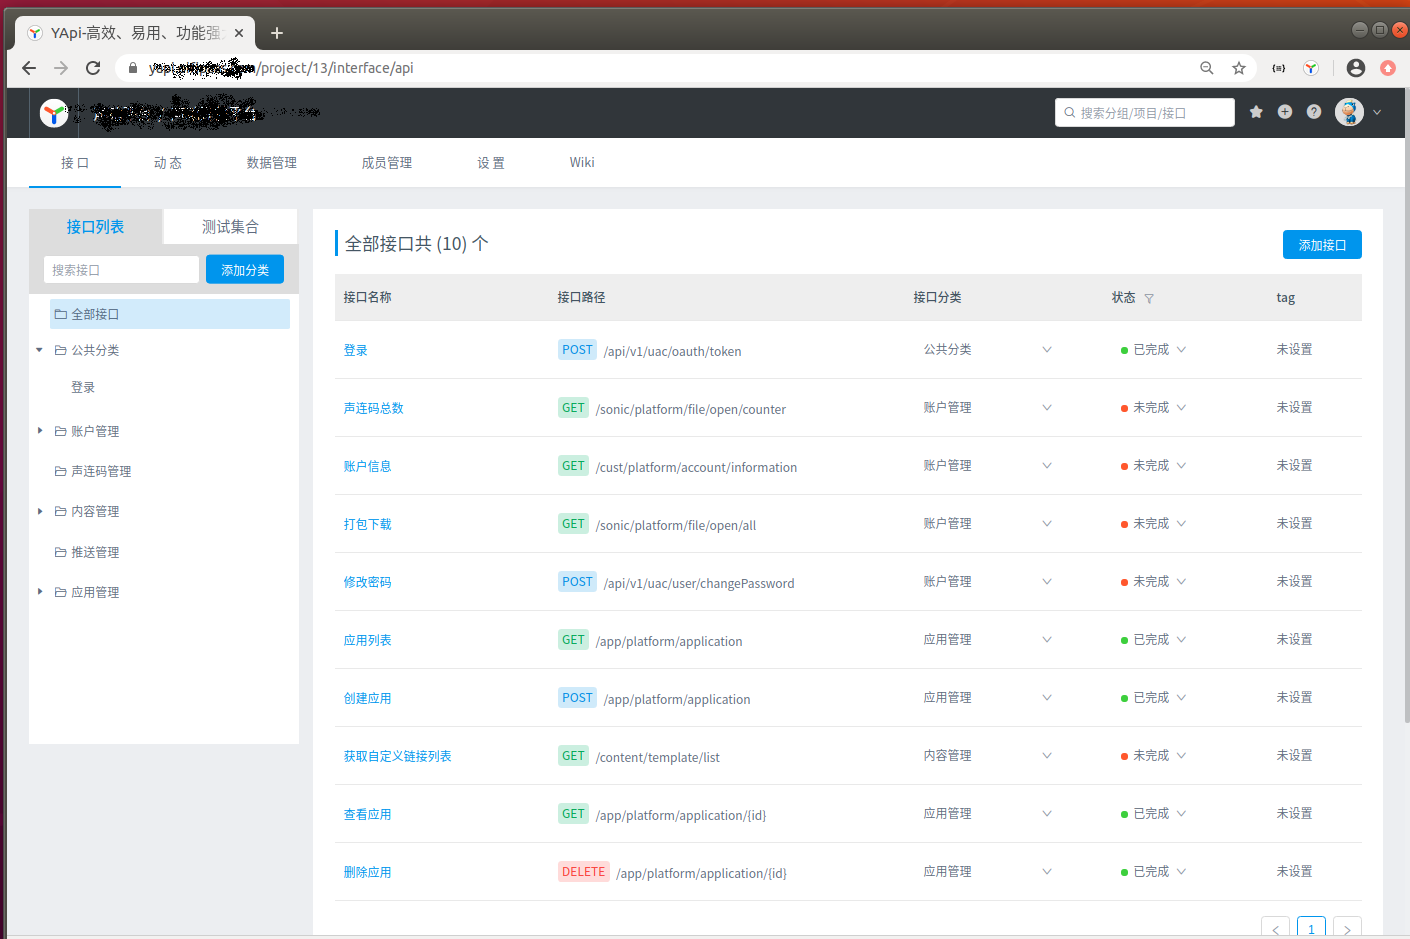 YApi-高效、易用、功能强
/project/13/interface/api
搜索分组/项目/接口
接口 动态 数据管理 成员管理 设置 Wiki
接口列表 测试集合
搜索接口 添加分类
全部接口
公共分类
登录
账户管理
声连码管理
内容管理
推送管理
应用管理
全部接口共 (10) 个 添加接口
接口名称 接口路径 接口分类 状态 tag
登录 POST /api/v1/uac/oauth/token 公共分类 已完成 未设置
声连码总数 GET /sonic/platform/file/open/counter 账户管理 未完成 未设置
账户信息 GET /cust/platform/account/information 账户管理 未完成 未设置
打包下载 GET /sonic/platform/file/open/all 账户管理 未完成 未设置
修改密码 POST /api/v1/uac/user/changePassword 账户管理 未完成 未设置
应用列表 GET /app/platform/application 应用管理 已完成 未设置
创建应用 POST /app/platform/application 应用管理 已完成 未设置
获取自定义链接列表 GET /content/template/list 内容管理 未完成 未设置
查看应用 GET /app/platform/application/{id} 应用管理 已完成 未设置
删除应用 DELETE /app/platform/application/{id} 应用管理 已完成 未设置
< 1 >